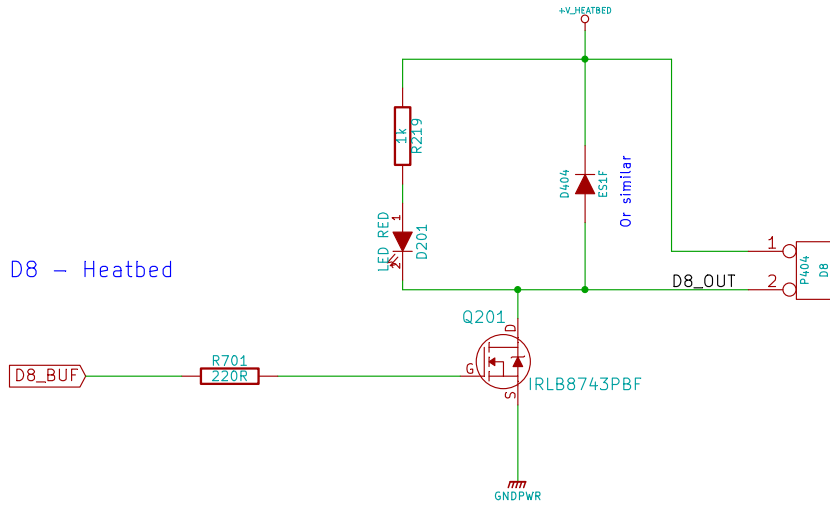 +V_HEATBED
1k
R219
D404
ES1F
Or similar
LED RED
1
2
D201
1
2
P404
D8
D8 - Heatbed
D8_OUT
Q201
D
G
S
IRLB8743PBF
D8_BUF
R701
220R
GNDPWR